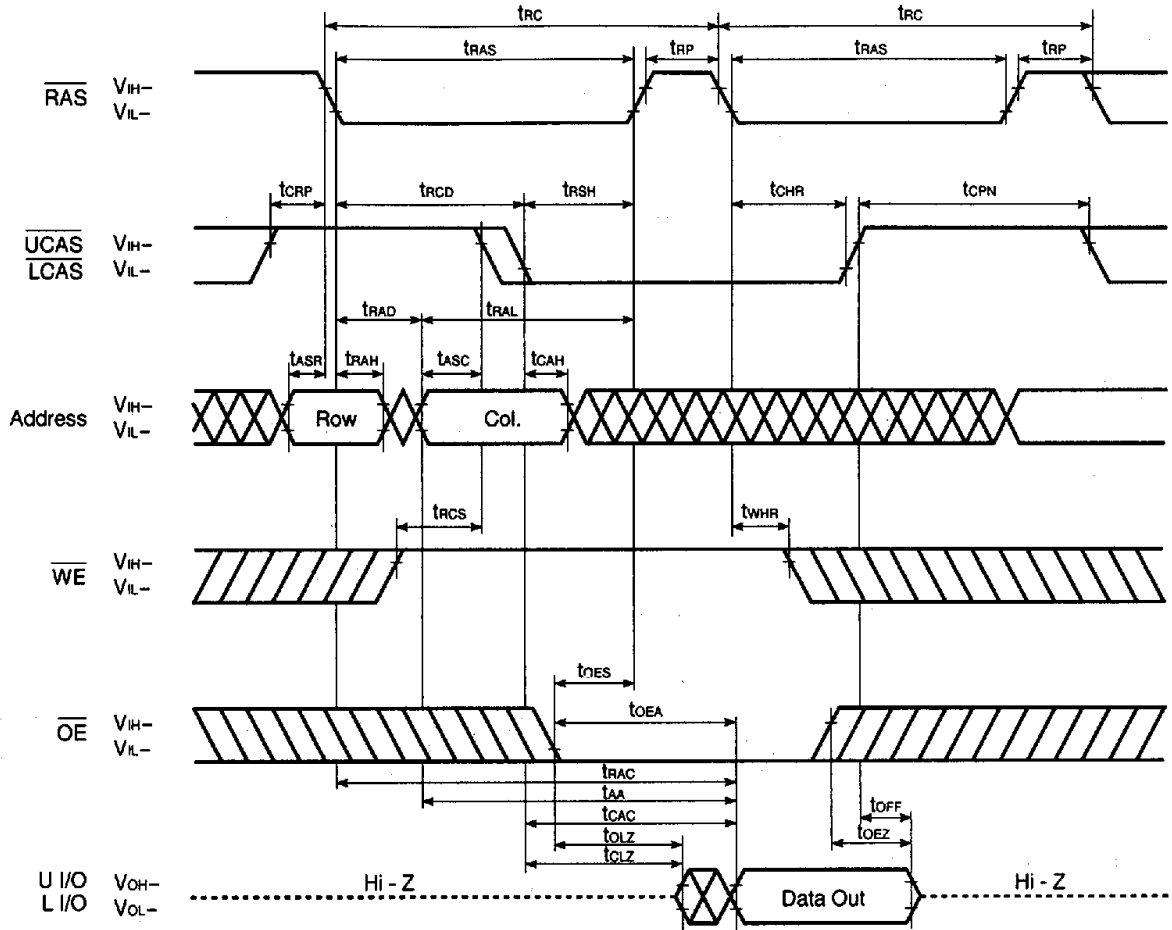 tRC tRC
tRAS tRP tRAS tRP
RAS VIH–
VIL–
tCRP tRCD tRSH tCHR tCPN
UCAS VIH–
LCAS VIL–
tRAD tRAL
tASR tRAH tASC tCAH
Address VIH–
VIL–
Row Col.
tRCS tWHR
WE VIH–
VIL–
tOES
tOEA
OE VIH–
VIL–
tRAC
tAA
tCAC tOFF
tOLZ tOEZ
tCLZ
U I/O VOH–
L I/O VOL–
Hi - Z Data Out Hi - Z